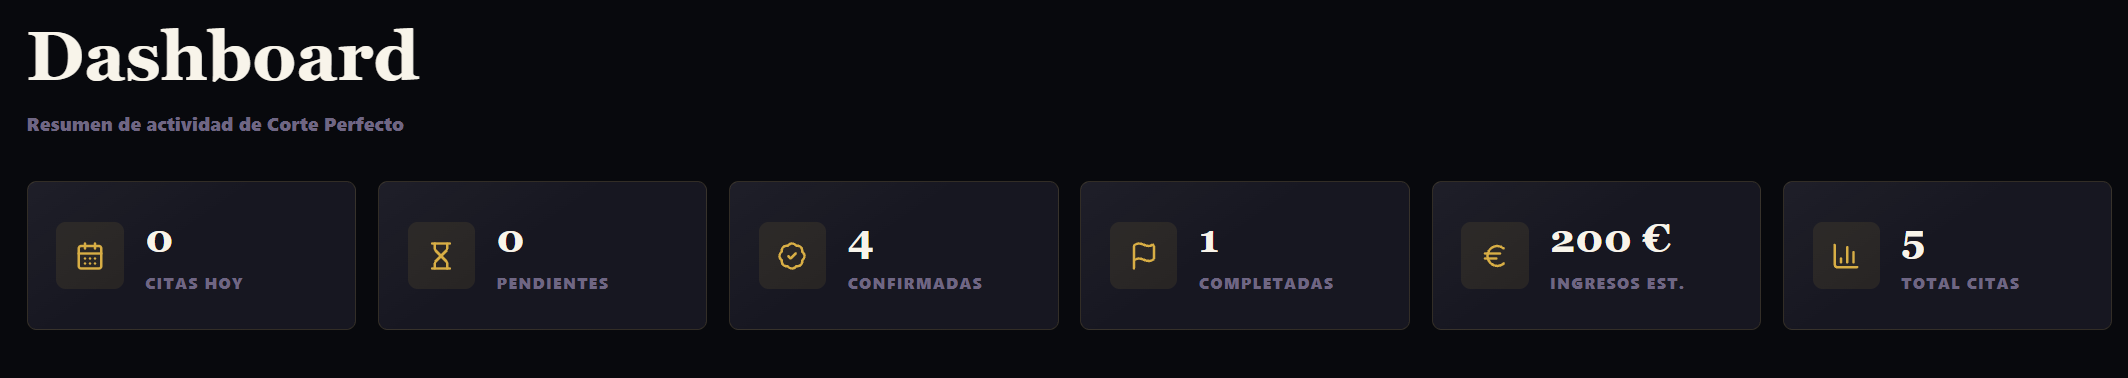 Dashboard
Resumen de actividad de Corte Perfecto
0
CITAS HOY
0
PENDIENTES
4
CONFIRMADAS
1
COMPLETADAS
200 €
INGRESOS EST.
5
TOTAL CITAS